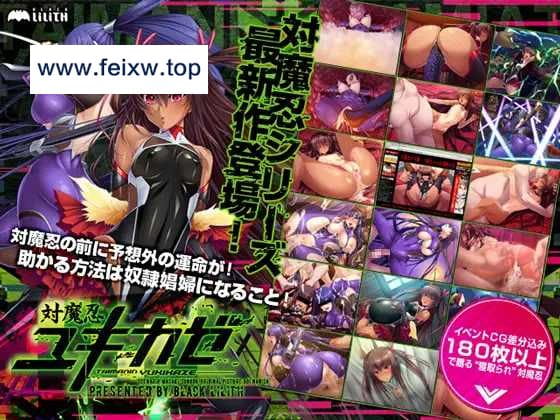 BLACK
LILITH
www.feixw.top
対魔忍シリーズ
最新作登場!
対魔忍の前に予想外の運命が!
助かる方法は奴隷娼婦になること!
対魔忍
ユキカゼ
TAIMANIN YUKIKAZE
PRESENTED BY BLACK LILITH
イベントCG差分込み
180枚以上
で贈る"寝取られ"対魔忍